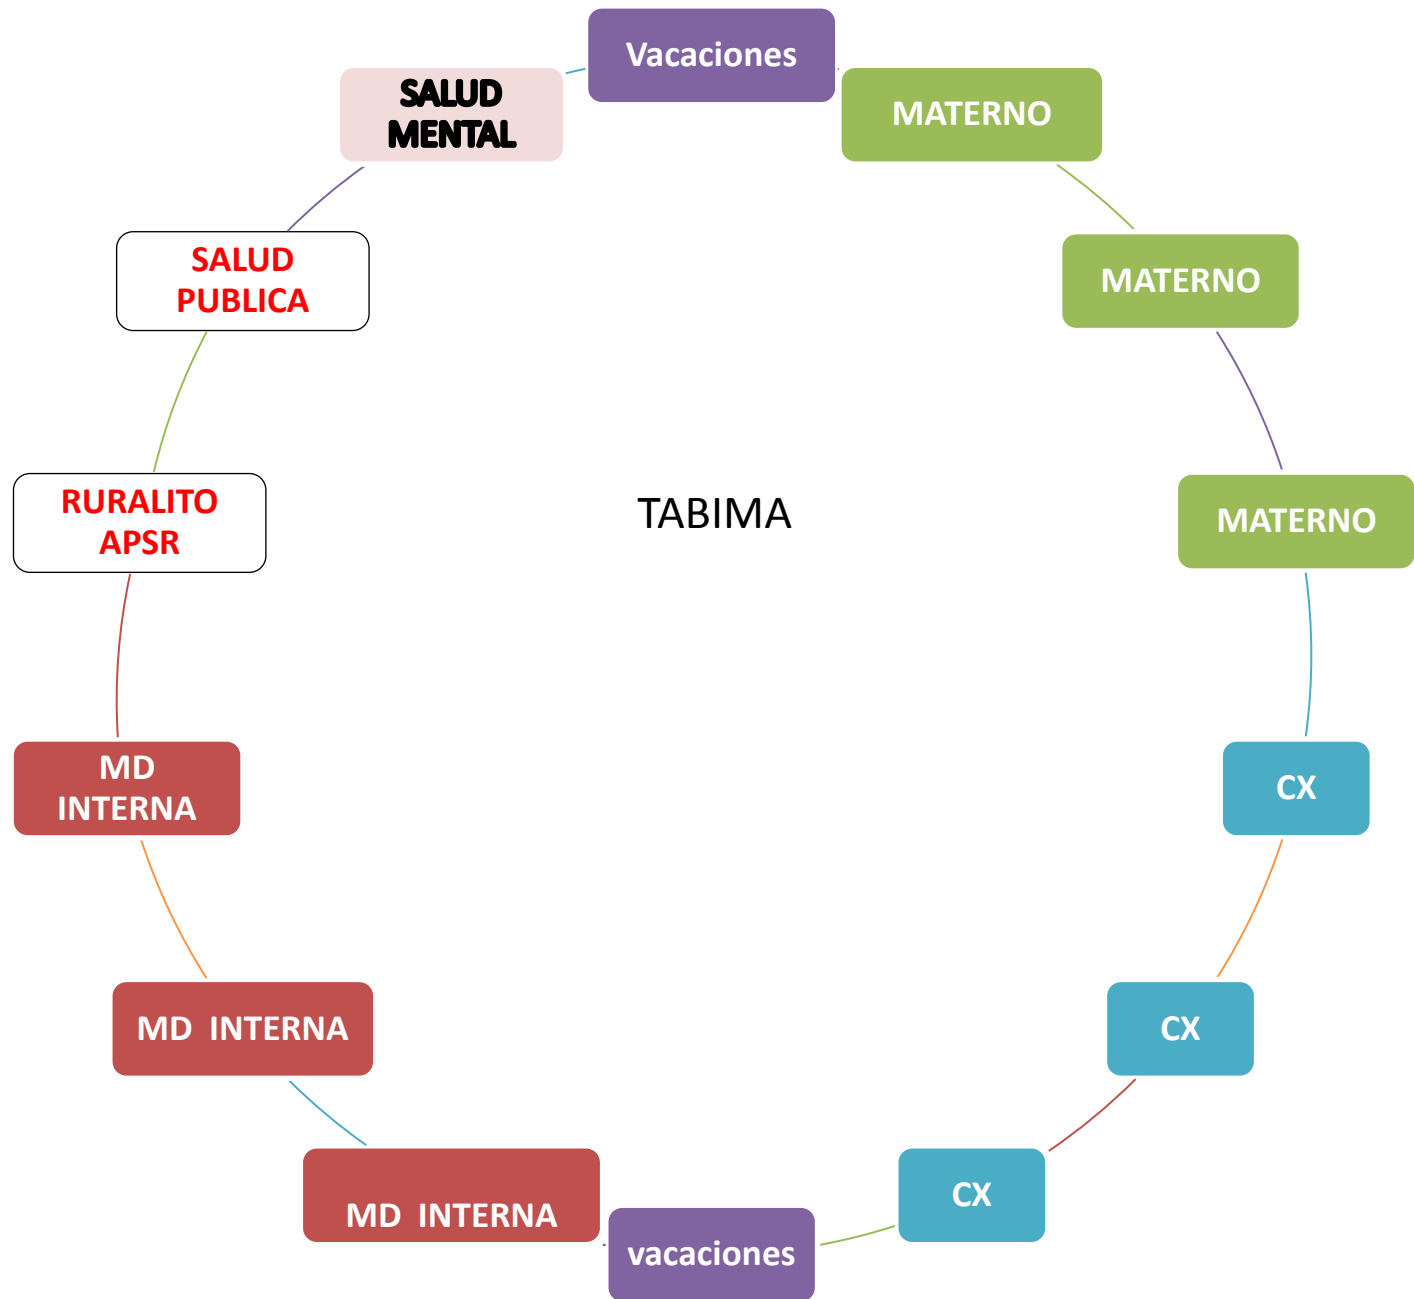 Vacaciones
MATERNO
MATERNO
MATERNO
CX
CX
CX
vacaciones
MD INTERNA
MD INTERNA
MD
INTERNA
RURALITO
APSR
SALUD
PUBLICA
SALUD
MENTAL
TABIMA